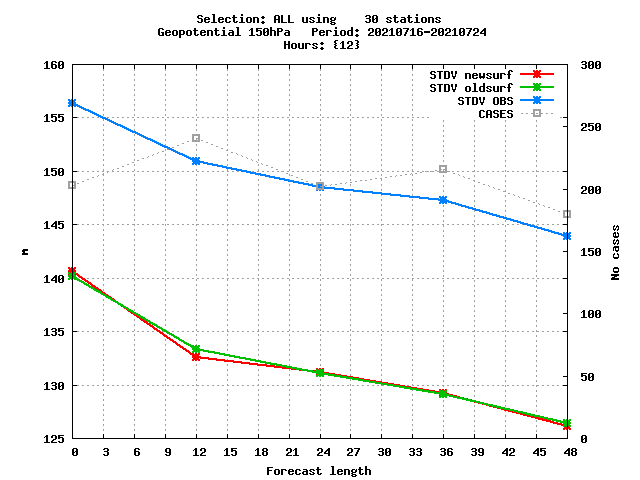 Selection: ALL using    30 stations
Geopotential 150hPa   Period: 20210716-20210724
Hours: {12}
STDV newsurf
STDV oldsurf
STDV OBS
CASES
160
155
150
145
140
135
130
125
m
300
250
200
150
100
50
0
No cases
0 3 6 9 12 15 18 21 24 27 30 33 36 39 42 45 48
Forecast length